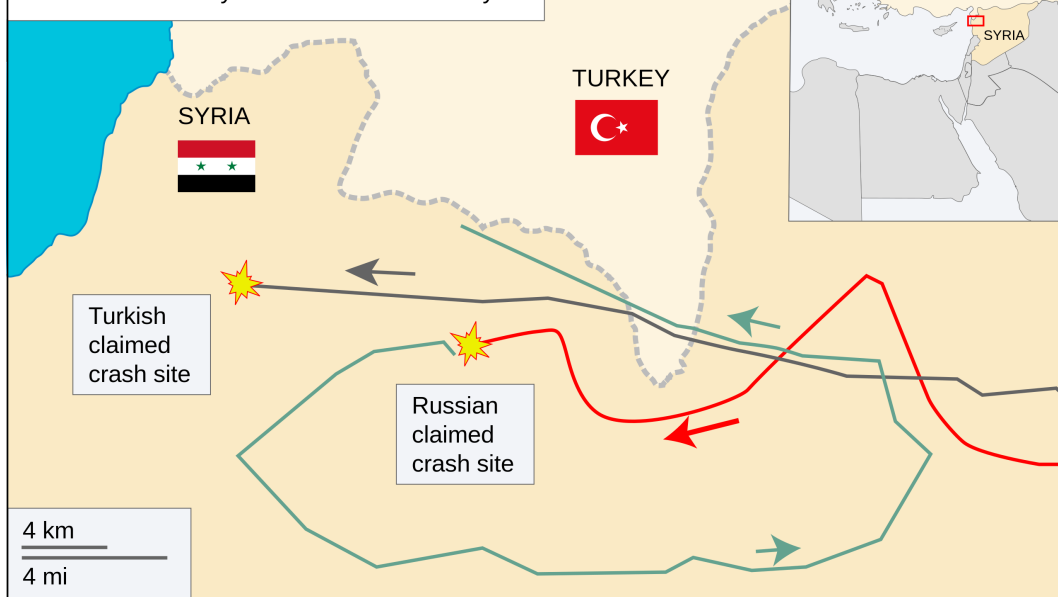 SYRIA
TURKEY
SYRIA
Turkish
claimed
crash site
Russian
claimed
crash site
4 km
4 mi